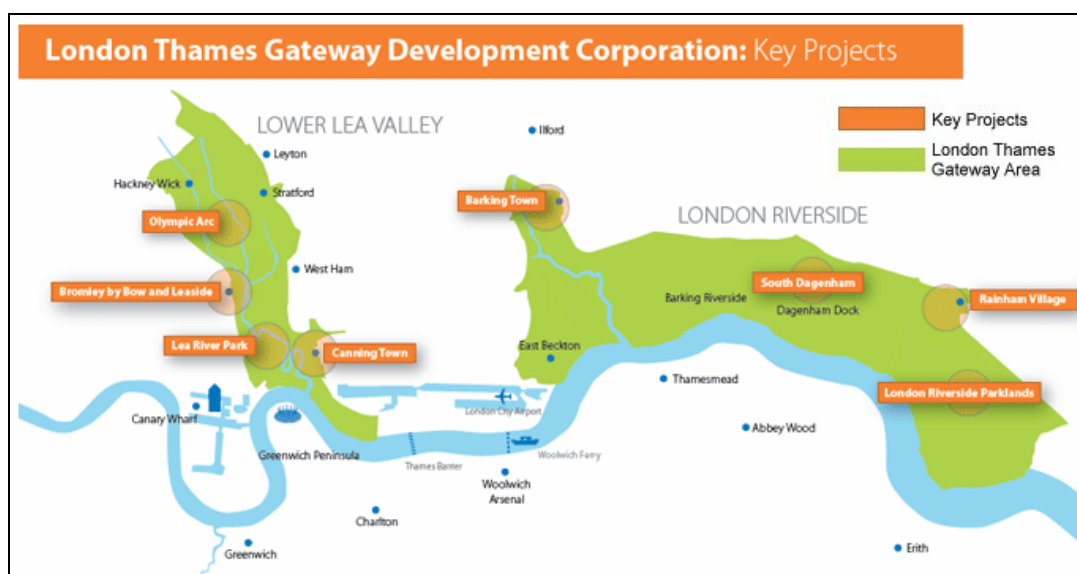 London Thames Gateway Development Corporation: Key Projects
LOWER LEA VALLEY
Ilford
Key Projects
London Thames
Gateway Area
Leyton
Hackney Wick
Stratford
Barking Town
LONDON RIVERSIDE
Olympic Arc
West Ham
South Dagenham
Bromley by Bow and Leaside
Barking Riverside
Rainham Village
Dagenham Dock
Lea River Park
Canning Town
East Beckton
Thamesmead
London Riverside Parklands
London City Airport
Canary Wharf
Abbey Wood
Greenwich Peninsula
Woolwich Farry
Thames Barrier
Woolwich
Arsenal
Charlton
Greenwich
Erith